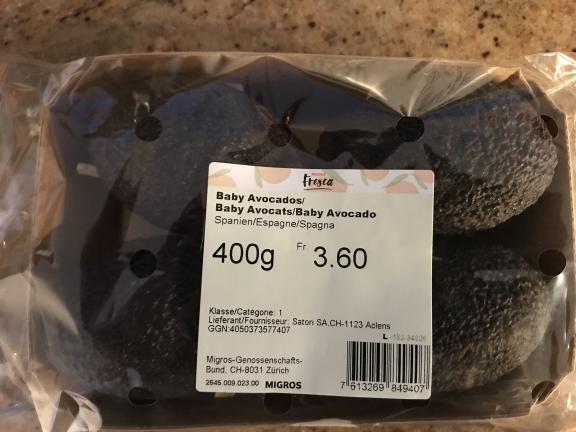 Fresca
Baby Avocados/
Baby Avocats/Baby Avocado
Spanien/Espagne/Spagna
400g Fr 3.60
Klasse/Catégorie: 1
Lieferant/Fournisseur: Satori SA,CH-1123 Aclens
GGN:4050373577407
Migros-Genossenschafts-
Bund, CH-8031 Zürich
2645.009.023.00 MIGROS
7 613269 849407